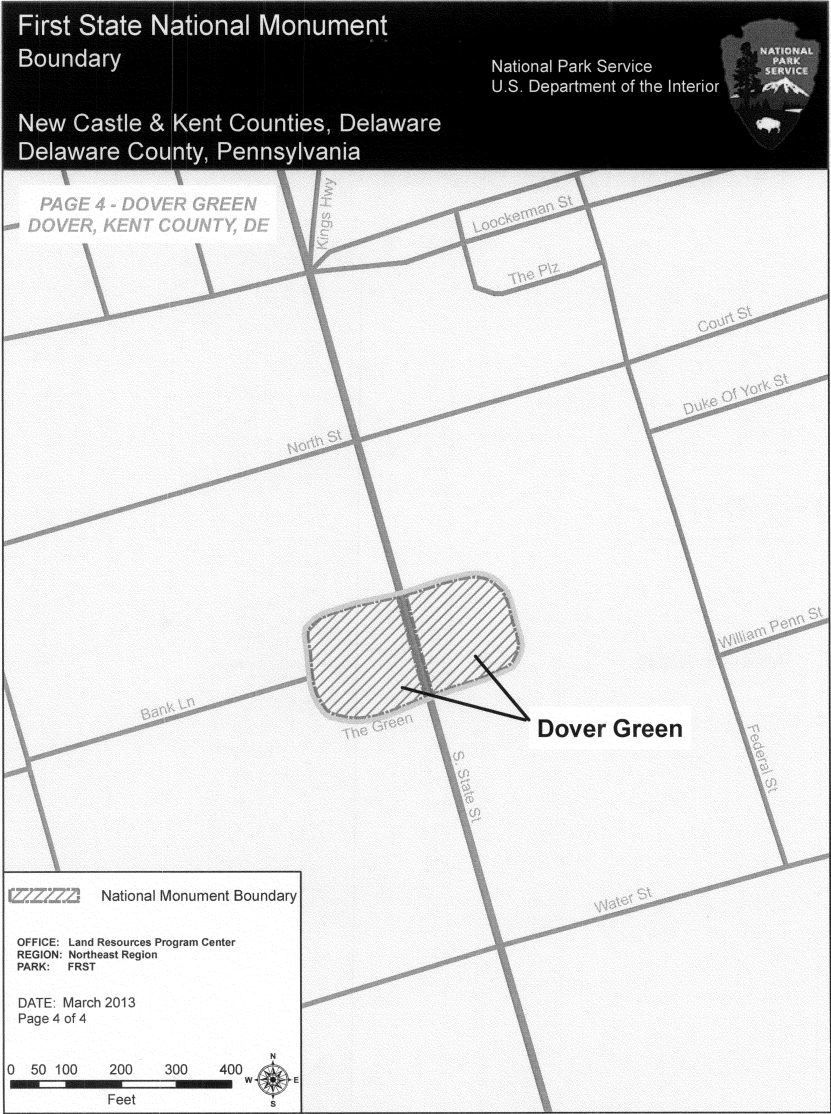 First State National Monument
Boundary
National Park Service
U.S. Department of the Interior
NATIONAL
PARK
SERVICE
New Castle & Kent Counties, Delaware
Delaware County, Pennsylvania
PAGE 4 - DOVER GREEN
DOVER, KENT COUNTY, DE
Kings Hwy
Loockerman St
The Plz
Court St
Duke Of York St
North St
William Penn St
Bank Ln
The Green
Dover Green
S. State St
Federal St
Water St
National Monument Boundary
OFFICE: Land Resources Program Center
REGION: Northeast Region
PARK: FRST
DATE: March 2013
Page 4 of 4
0 50 100 200 300 400
Feet
N
W E
S